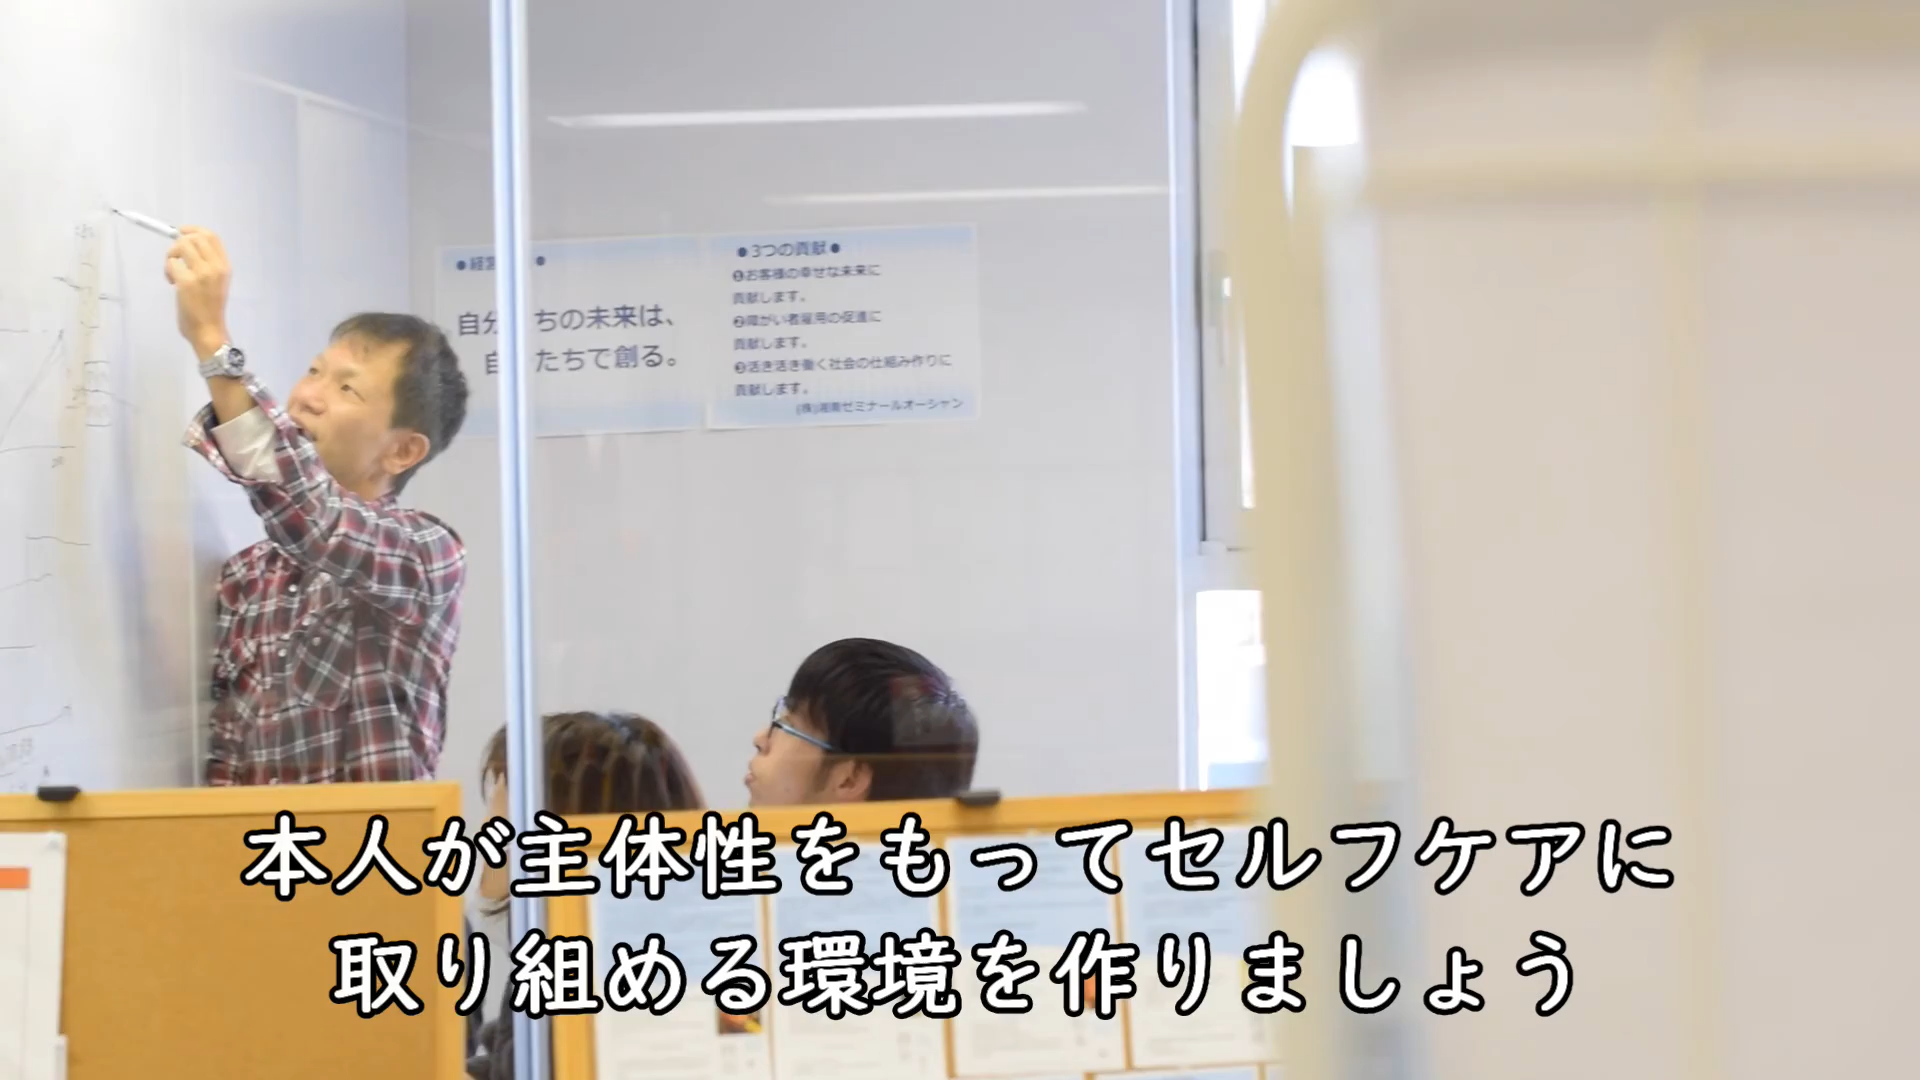 ●経営
●
自分
ちの未来は、
たちで創る。
●3つの貢献●
❶お客様の幸せな未来に
貢献します。
❷障がい者雇用の促進に
貢献します。
❸活き活き働く社会の仕組み作りに
貢献します。
(株)湘南ゼミナールオーシャン
本人が主体性をもってセルフケアに
取り組める環境を作りましょう